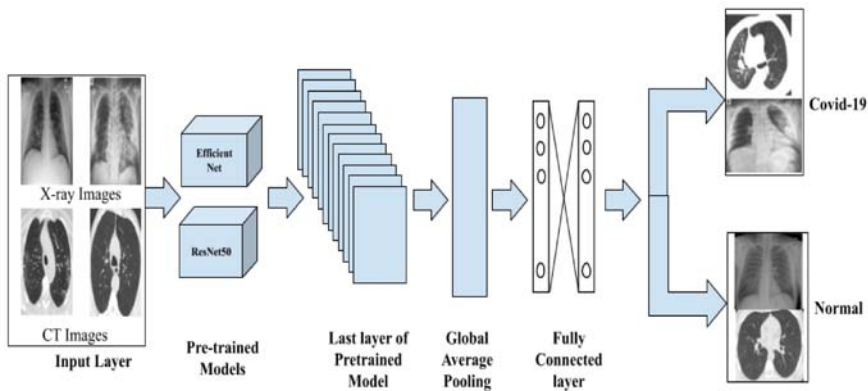 X-ray Images
CT Images
Input Layer
Efficient
Net
ResNet50
Pre-trained
Models
Last layer of
Pretrained
Model
Global
Average
Pooling
Fully
Connected
layer
Covid-19
Normal